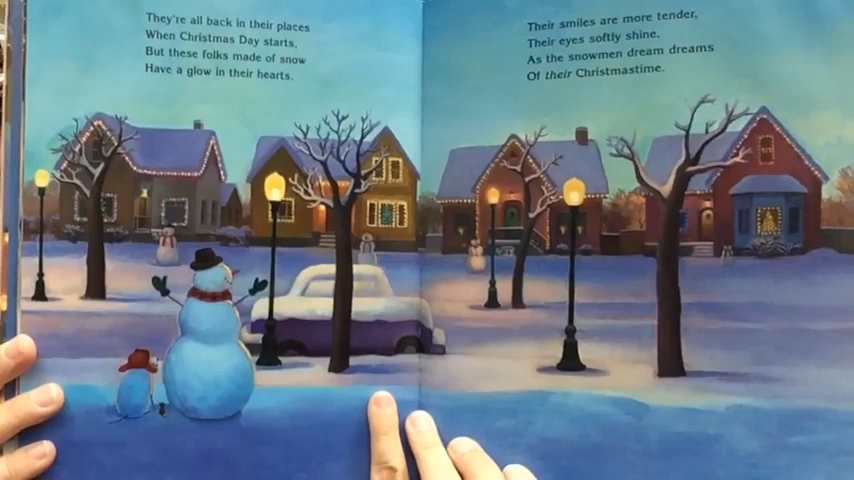 They're all back in their places
When Christmas Day starts,
But these folks made of snow
Have a glow in their hearts.
Their smiles are more tender,
Their eyes softly shine,
As the snowmen dream dreams
Of their Christmastime.